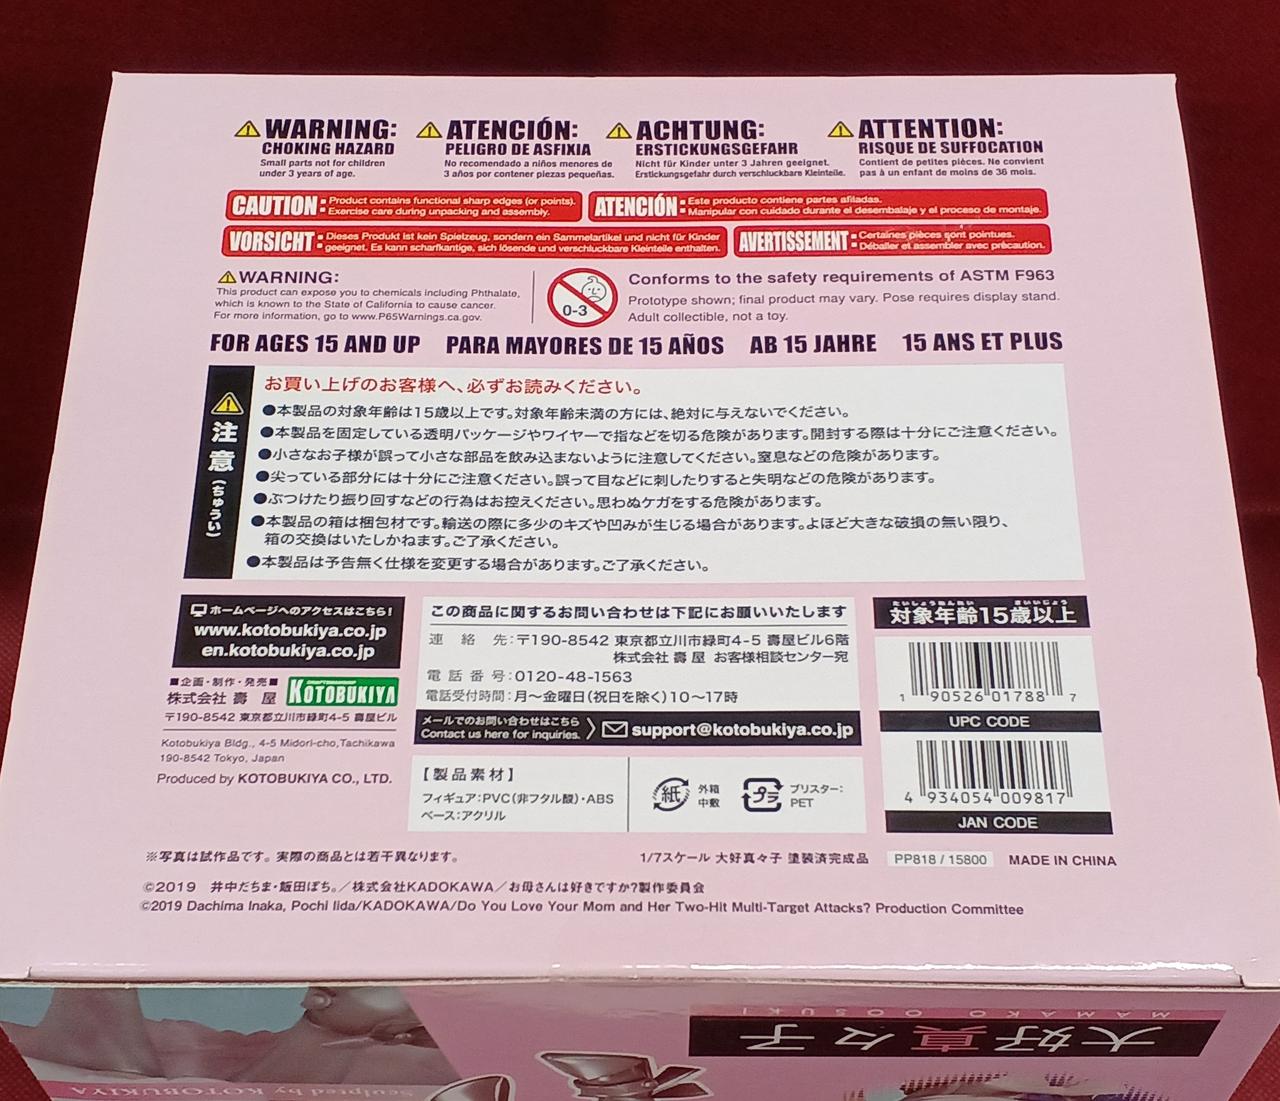 WARNING:
CHOKING HAZARD
Small parts not for children
under 3 years of age.
ATENCIÓN:
PELIGRO DE ASFIXIA
No recomendado a niños menores de
3 años por contener piezas pequeñas.
ACHTUNG:
ERSTICKUNGSGEFAHR
Nicht für Kinder unter 3 Jahren geeignet.
Erstickungsgefahr durch verschluckbare Kleinteile.
ATTENTION:
RISQUE DE SUFFOCATION
Contient de petites pièces. Ne convient
pas à un enfant de moins de 36 mois.
CAUTION: Product contains functional sharp edges (or points).
Exercise care during unpacking and assembly.
ATENCIÓN: Este producto contiene partes afiladas.
Manipular con cuidado durante el desembalaje y el proceso de montaje.
VORSICHT: Dieses Produkt ist kein Spielzeug, sondern ein Sammelartikel und nicht für Kinder
geeignet. Es kann scharfkantige, sich lösende und verschluckbare Kleinteile enthalten.
AVERTISSEMENT: Certaines pièces sont pointues.
Déballer et assembler avec précaution.
WARNING:
This product can expose you to chemicals including Phthalate,
which is known to the State of California to cause cancer.
For more information, go to www.P65Warnings.ca.gov.
0-3
Conforms to the safety requirements of ASTM F963
Prototype shown; final product may vary. Pose requires display stand.
Adult collectible, not a toy.
FOR AGES 15 AND UP PARA MAYORES DE 15 AÑOS AB 15 JAHRE 15 ANS ET PLUS
注意(ちゅうい)
お買い上げのお客様へ、必ずお読みください。
●本製品の対象年齢は15歳以上です。対象年齢未満の方には、絶対に与えないでください。
●本製品を固定している透明パッケージやワイヤーで指などを切る危険があります。開封する際は十分にご注意ください。
●小さなお子様が誤って小さな部品を飲み込まないように注意してください。窒息などの危険があります。
●尖っている部分には十分にご注意ください。誤って目などに刺したりすると失明などの危険があります。
●ぶつけたり振り回すなどの行為はお控えください。思わぬケガをする危険があります。
●本製品の箱は梱包材です。輸送の際に多少のキズや凹みが生じる場合があります。よほど大きな破損の無い限り、
箱の交換はいたしかねます。ご了承ください。
●本製品は予告無く仕様を変更する場合があります。ご了承ください。
ホームページへのアクセスはこちら!
www.kotobukiya.co.jp
en.kotobukiya.co.jp
■企画・制作・発売■
株式会社 壽 屋 KOTOBUKIYA
〒190-8542 東京都立川市緑町4-5 壽屋ビル
Kotobukiya Bldg., 4-5 Midori-cho,Tachikawa
190-8542 Tokyo, Japan
Produced by KOTOBUKIYA CO., LTD.
この商品に関するお問い合わせは下記にお願いいたします
連絡先:〒190-8542 東京都立川市緑町4-5 壽屋ビル6階
株式会社 壽 屋 お客様相談センター宛
電話番号:0120-48-1563
電話受付時間:月〜金曜日(祝日を除く)10〜17時
メールでのお問い合わせはこちら
Contact us here for inquiries.
support@kotobukiya.co.jp
【製品素材】
フィギュア:PVC(非フタル酸)・ABS
ベース:アクリル
紙
外箱
中敷
プラ
ブリスター:
PET
たいしょうねんれい さいいじょう
対象年齢15歳以上
1 90526 01788 7
UPC CODE
4 934054 009817
JAN CODE
※写真は試作品です。実際の商品とは若干異なります。
1/7スケール 大好真々子 塗装済完成品
PP818 / 15800
MADE IN CHINA
©2019 井中だちま・飯田ぽち。/株式会社KADOKAWA/お母さんは好きですか?製作委員会
©2019 Dachima Inaka, Pochi Iida/KADOKAWA/Do You Love Your Mom and Her Two-Hit Multi-Target Attacks? Production Committee
MAMAKO OOSUKI
大好真々子
Sculpted by KOTOBUKIYA